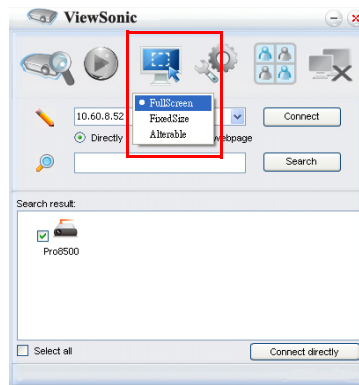 ViewSonic
FullScreen
FixedSize
Alterable
10.60.8.52
Connect
Directly
webpage
Search
Search result:
Pro8500
Select all
Connect directly